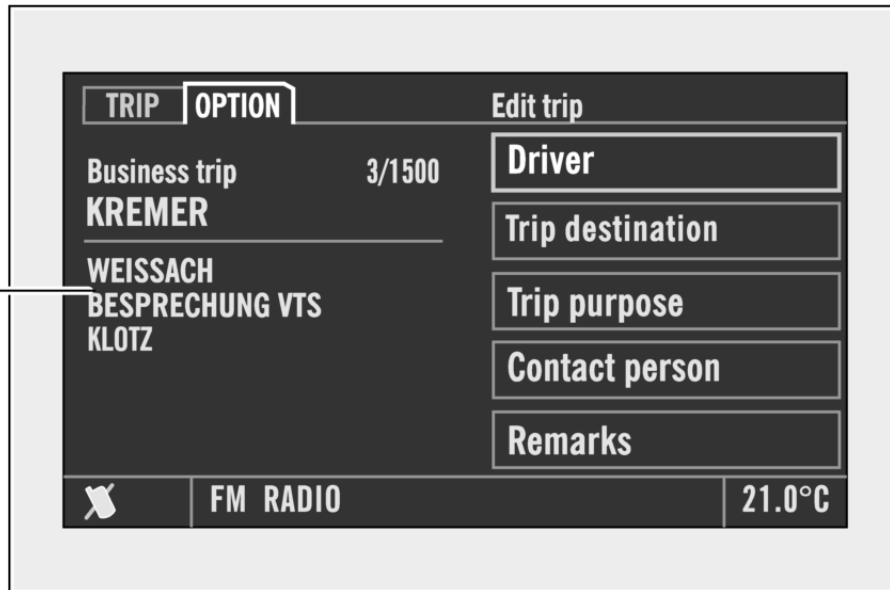 TRIP OPTION
Edit trip
Business trip 3/1500
KREMER
WEISSACH
BESPRECHUNG VTS
KLOTZ
Driver
Trip destination
Trip purpose
Contact person
Remarks
FM RADIO
21.0°C